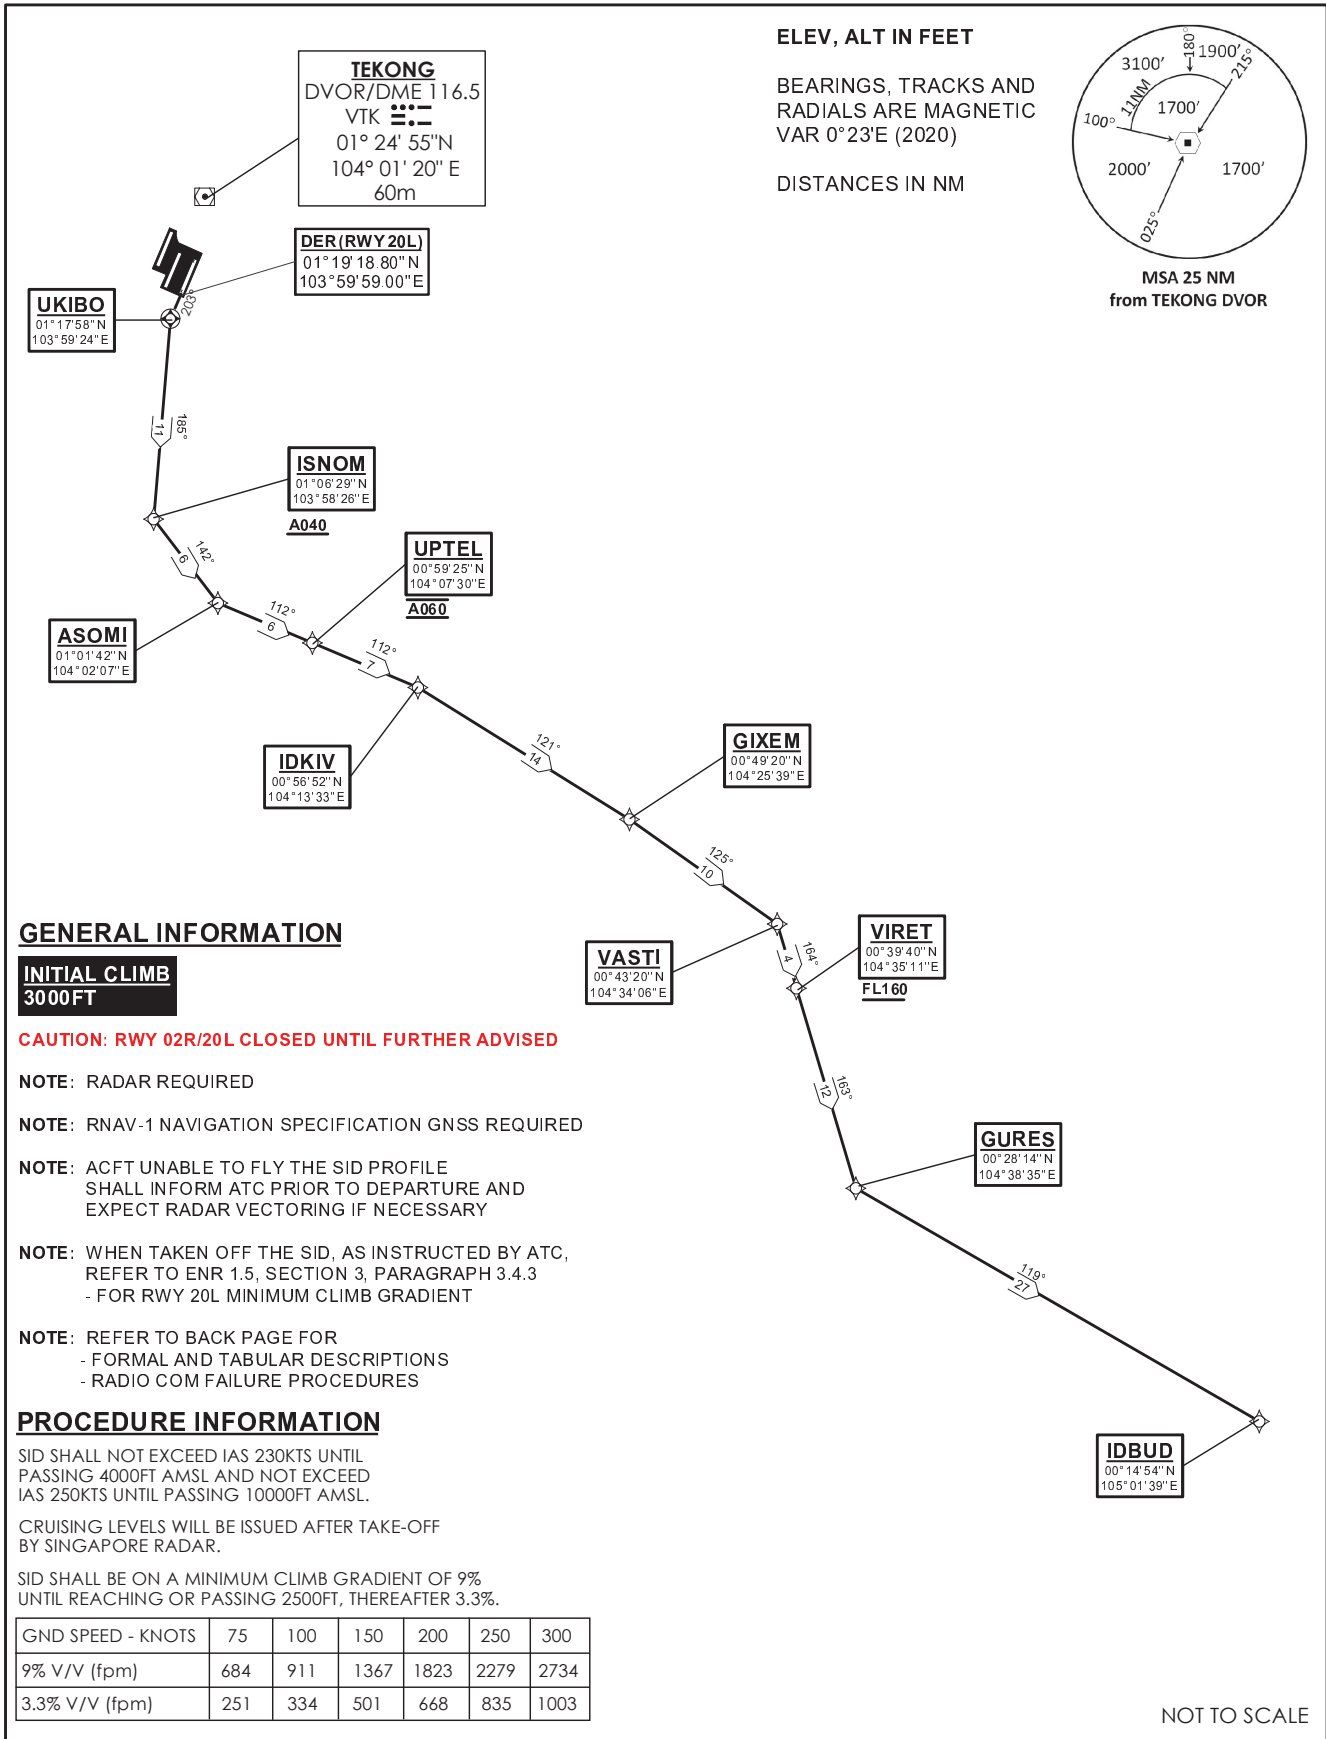 ELEV, ALT IN FEET
BEARINGS, TRACKS AND
RADIALS ARE MAGNETIC
VAR 0°23'E (2020)
DISTANCES IN NM
3100'
180°
1900'
215°
11NM
1700'
100°
2000'
1700'
025°
MSA 25 NM
from TEKONG DVOR
TEKONG
DVOR/DME 116.5
VTK
01° 24' 55"N
104° 01' 20" E
60m
DER(RWY 20L)
01°19'18.80"N
103°59'59.00"E
203°
UKIBO
01°17'58"N
103°59'24"E
11
185°
ISNOM
01°06'29"N
103°58'26"E
A040
6
142°
UPTEL
00°59'25"N
104°07'30"E
A060
ASOMI
01°01'42"N
104°02'07"E
112°
6
112°
7
IDKIV
00°56'52"N
104°13'33"E
121°
14
GIXEM
00°49'20"N
104°25'39"E
125°
10
VASTI
00°43'20"N
104°34'06"E
4
164°
VIRET
00°39'40"N
104°35'11"E
FL160
12
163°
GURES
00°28'14"N
104°38'35"E
119°
27
IDBUD
00°14'54"N
105°01'39"E
GENERAL INFORMATION
INITIAL CLIMB
3000FT
CAUTION: RWY 02R/20L CLOSED UNTIL FURTHER ADVISED
NOTE: RADAR REQUIRED
NOTE: RNAV-1 NAVIGATION SPECIFICATION GNSS REQUIRED
NOTE: ACFT UNABLE TO FLY THE SID PROFILE
SHALL INFORM ATC PRIOR TO DEPARTURE AND
EXPECT RADAR VECTORING IF NECESSARY
NOTE: WHEN TAKEN OFF THE SID, AS INSTRUCTED BY ATC,
REFER TO ENR 1.5, SECTION 3, PARAGRAPH 3.4.3
- FOR RWY 20L MINIMUM CLIMB GRADIENT
NOTE: REFER TO BACK PAGE FOR
- FORMAL AND TABULAR DESCRIPTIONS
- RADIO COM FAILURE PROCEDURES
PROCEDURE INFORMATION
SID SHALL NOT EXCEED IAS 230KTS UNTIL
PASSING 4000FT AMSL AND NOT EXCEED
IAS 250KTS UNTIL PASSING 10000FT AMSL.
CRUISING LEVELS WILL BE ISSUED AFTER TAKE-OFF
BY SINGAPORE RADAR.
SID SHALL BE ON A MINIMUM CLIMB GRADIENT OF 9%
UNTIL REACHING OR PASSING 2500FT, THEREAFTER 3.3%.
GND SPEED - KNOTS 75 100 150 200 250 300
9% V/V (fpm) 684 911 1367 1823 2279 2734
3.3% V/V (fpm) 251 334 501 668 835 1003
NOT TO SCALE